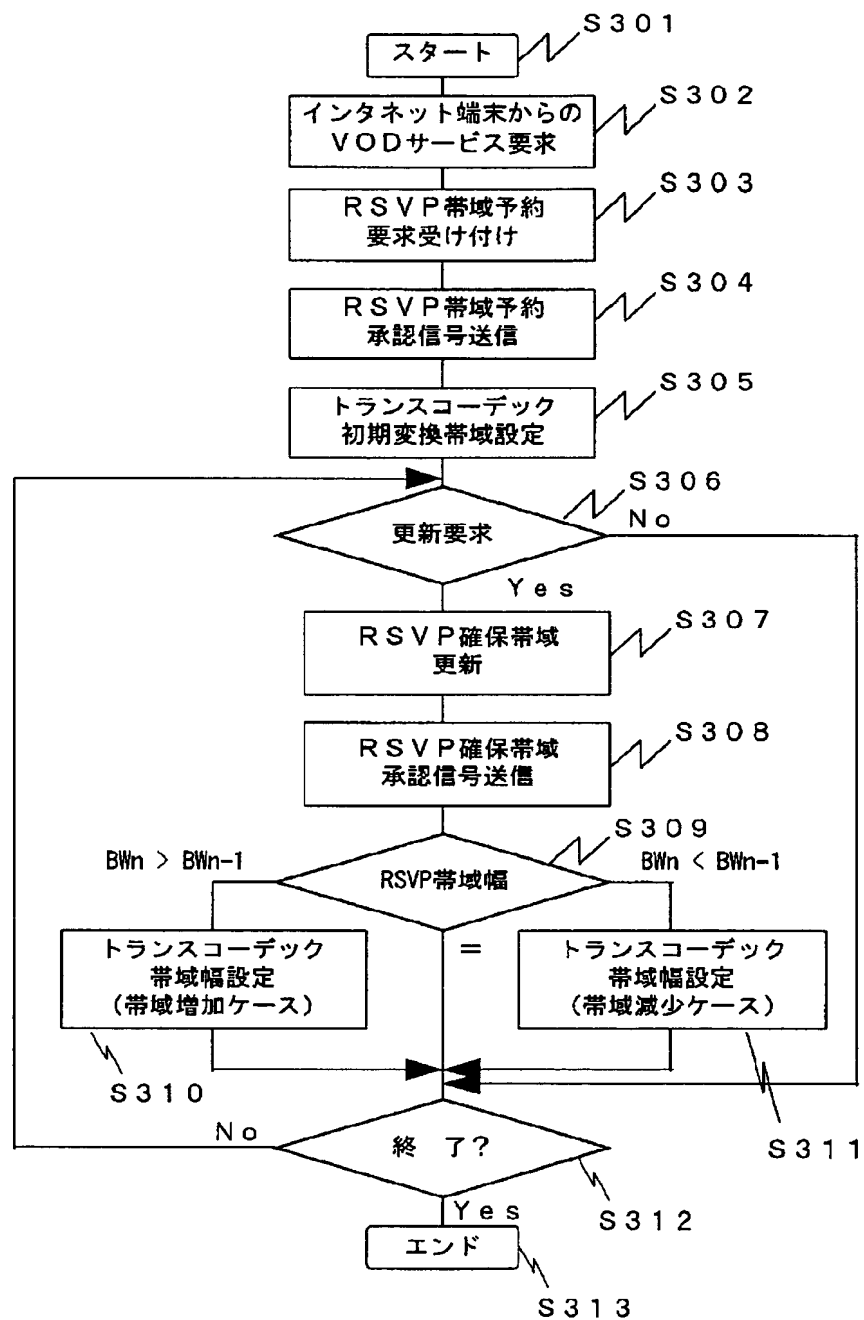 スタート
S301
インタネット端末からの
VODサービス要求
S302
RSVP帯域予約
要求受け付け
S303
RSVP帯域予約
承認信号送信
S304
トランスコーデック
初期変換帯域設定
S305
更新要求
S306
No
Yes
RSVP確保帯域
更新
S307
RSVP確保帯域
承認信号送信
S308
RSVP帯域幅
S309
BWn > BWn-1
BWn < BWn-1
=
トランスコーデック
帯域幅設定
(帯域増加ケース)
S310
トランスコーデック
帯域幅設定
(帯域減少ケース)
S311
終 了?
No
S312
Yes
エンド
S313